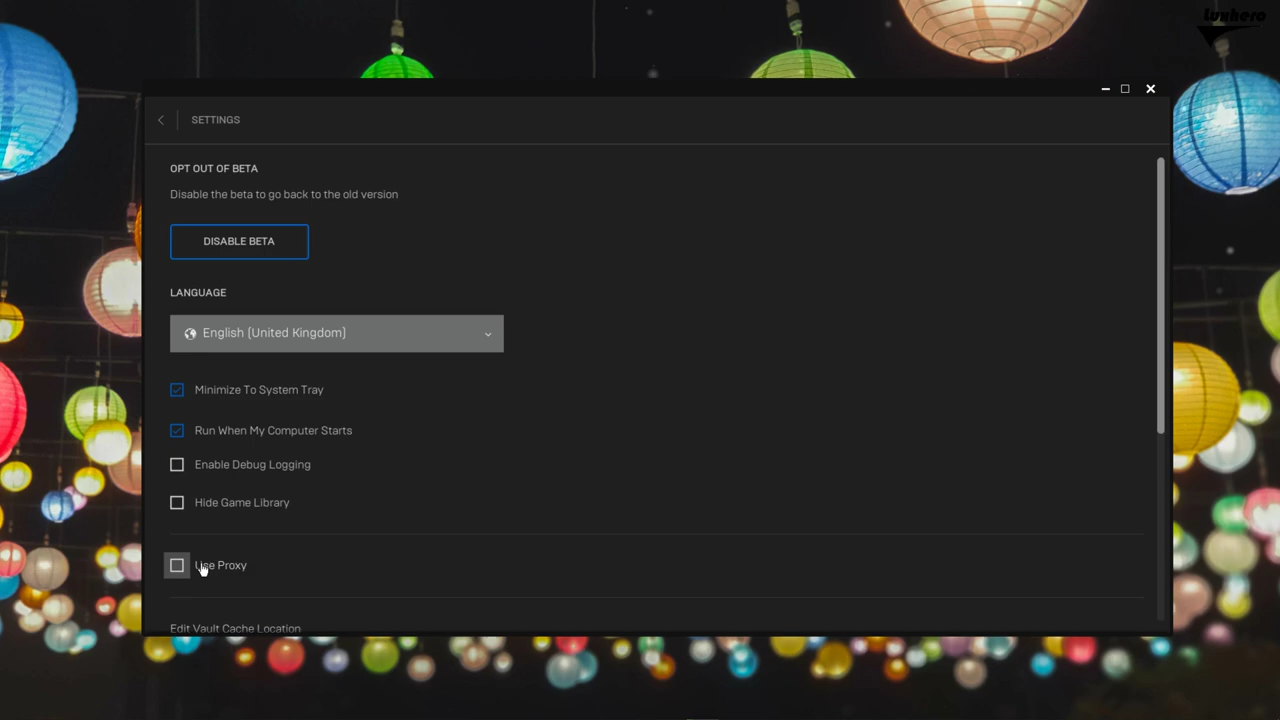 Luxhero
SETTINGS
OPT OUT OF BETA
Disable the beta to go back to the old version
DISABLE BETA
LANGUAGE
English (United Kingdom)
Minimize To System Tray
Run When My Computer Starts
Enable Debug Logging
Hide Game Library
Use Proxy
Edit Vault Cache Location